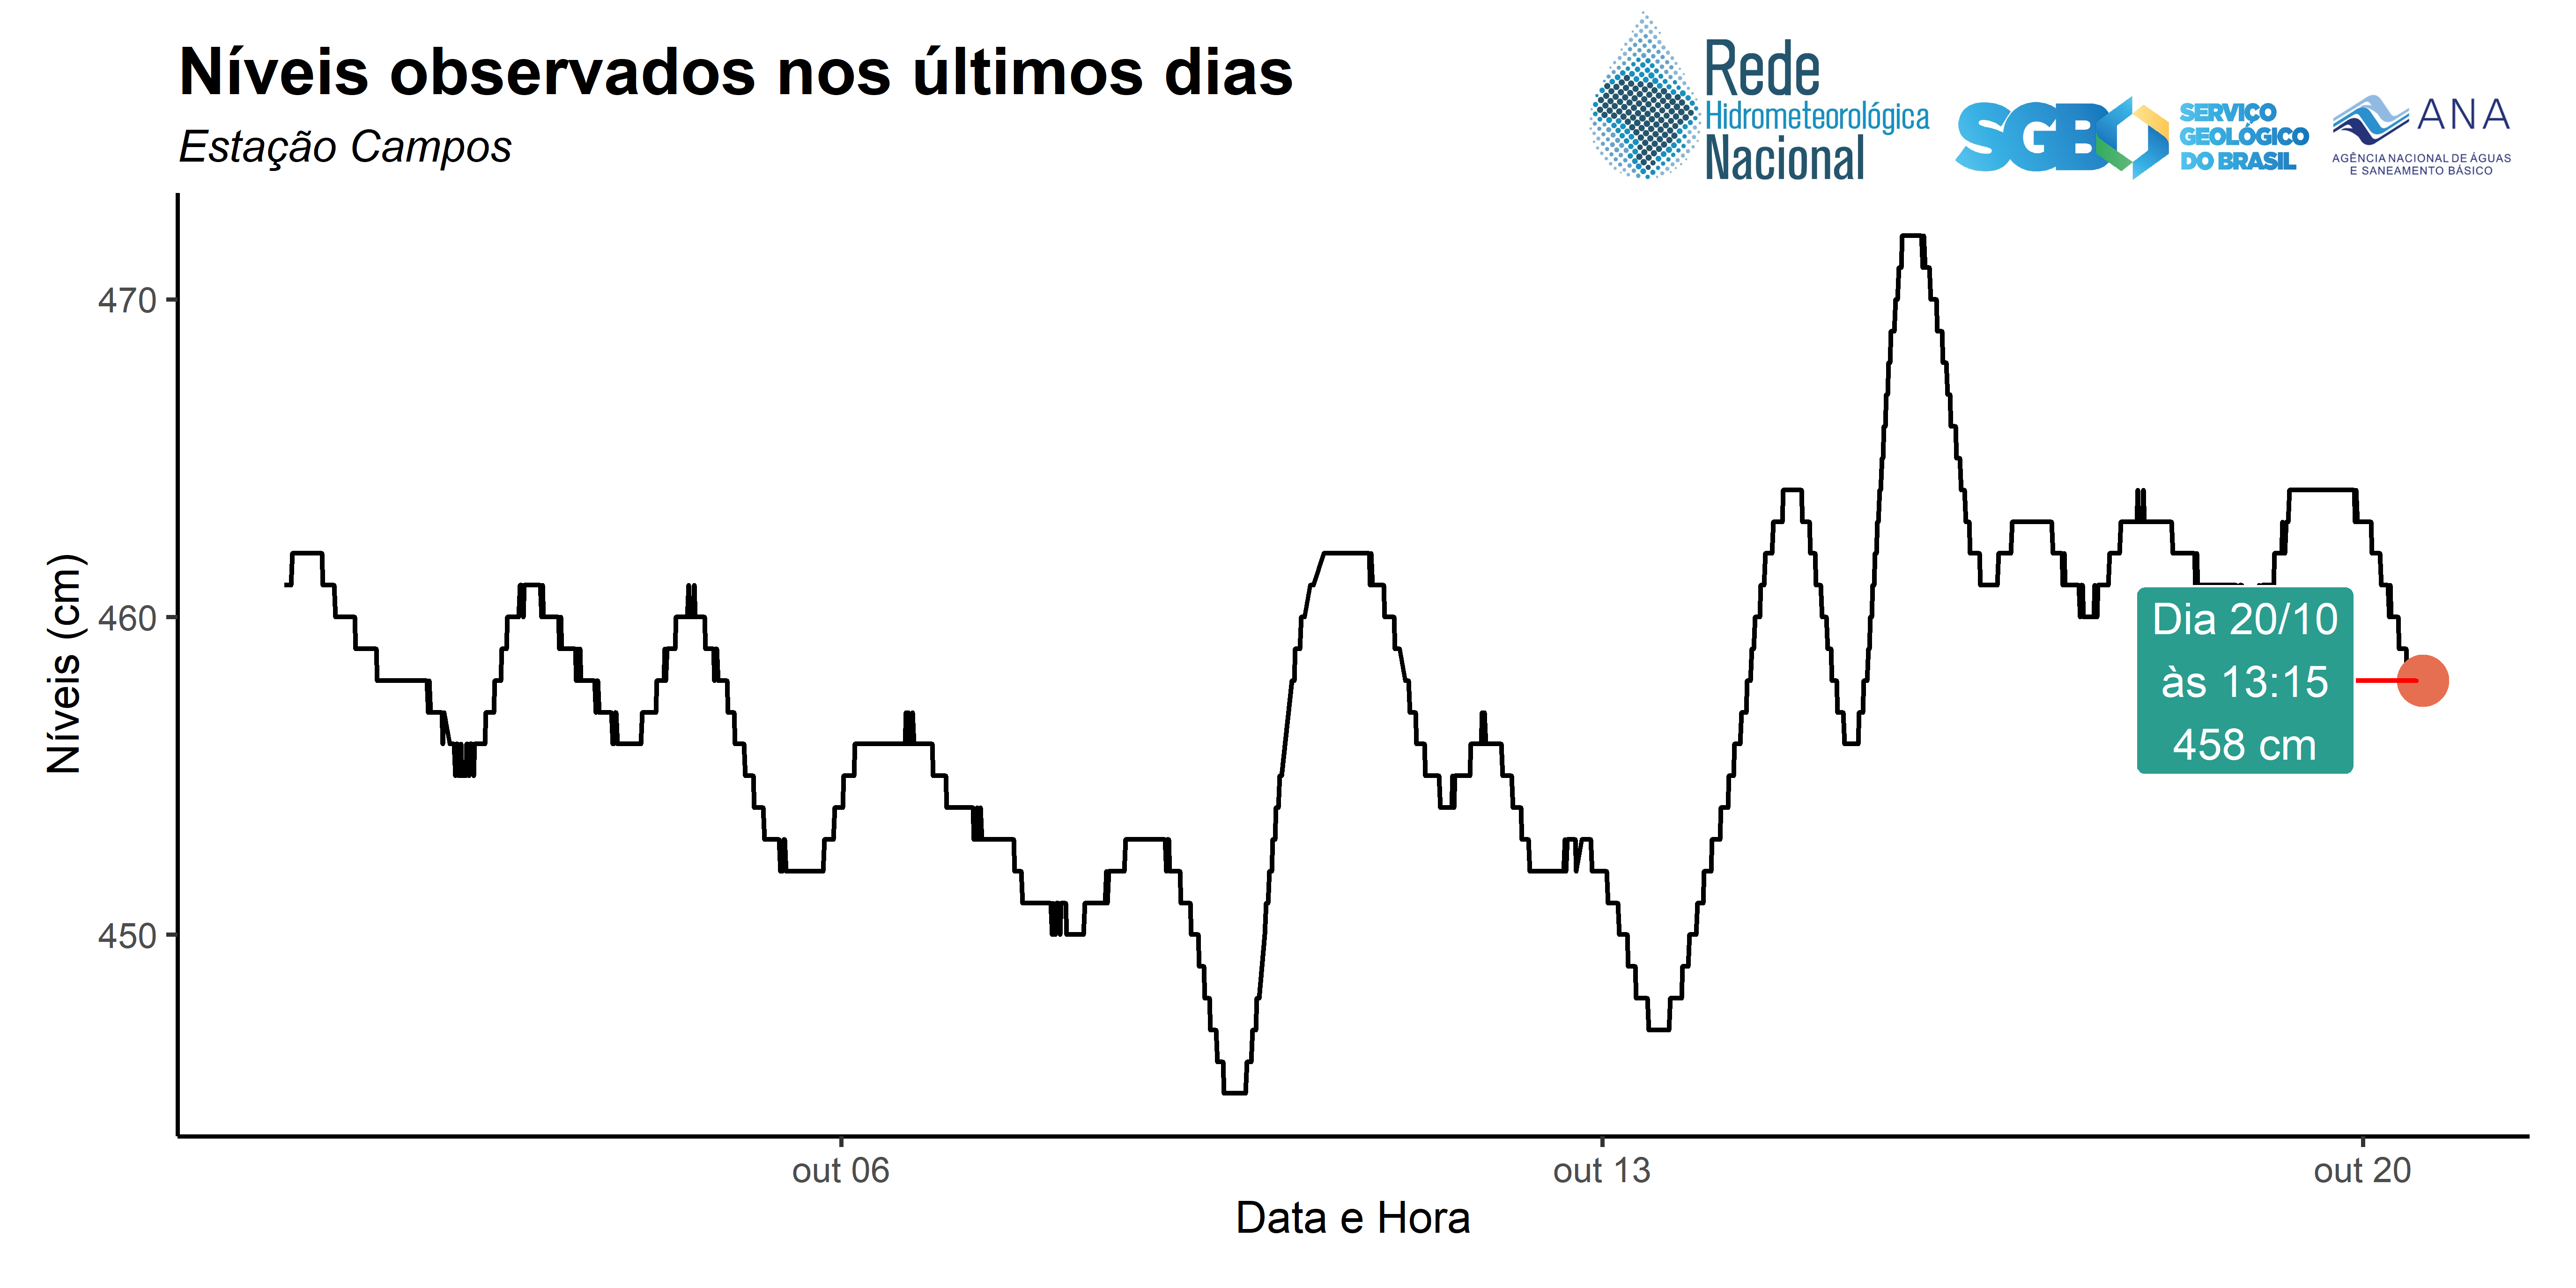 Níveis observados nos últimos dias
Estação Campos
Rede
Hidrometeorológica
Nacional
SGB
SERVIÇO
GEOLÓGICO
DO BRASIL
ANA
AGÊNCIA NACIONAL DE ÁGUAS
E SANEAMENTO BÁSICO
Níveis (cm)
470
460
450
Dia 20/10
às 13:15
458 cm
out 06
out 13
out 20
Data e Hora